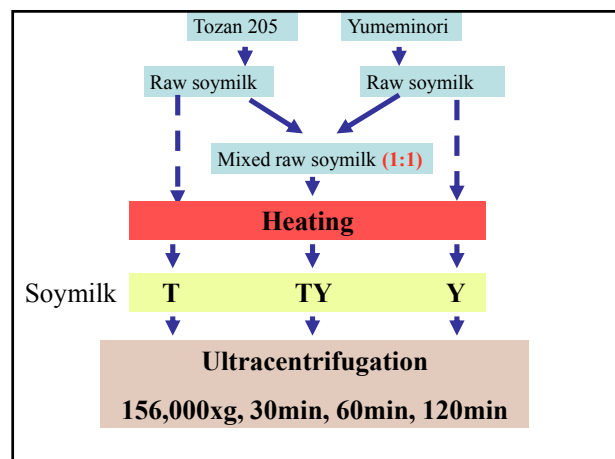 Tozan 205 Yumeminori
Raw soymilk Raw soymilk
Mixed raw soymilk (1:1)
Heating
Soymilk T TY Y
Ultracentrifugation
156,000xg, 30min, 60min, 120min